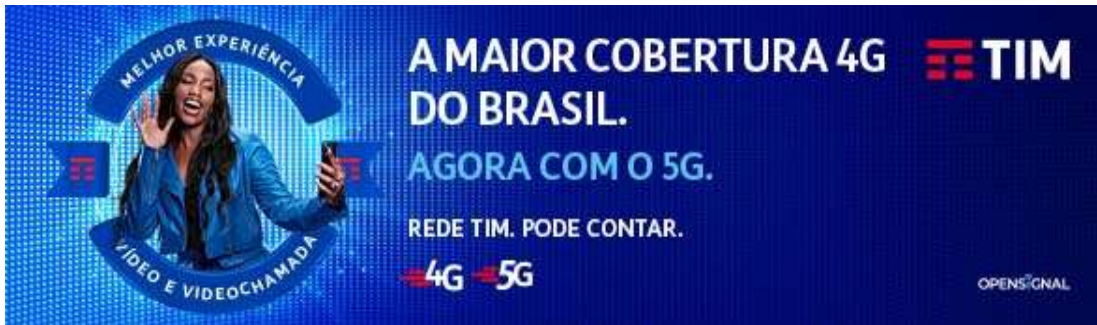 MELHOR EXPERIÊNCIA
VÍDEO E VIDEOCHAMADA
A MAIOR COBERTURA 4G
DO BRASIL.
AGORA COM O 5G.
REDE TIM. PODE CONTAR.
4G 5G
TIM
OPENSIGNAL